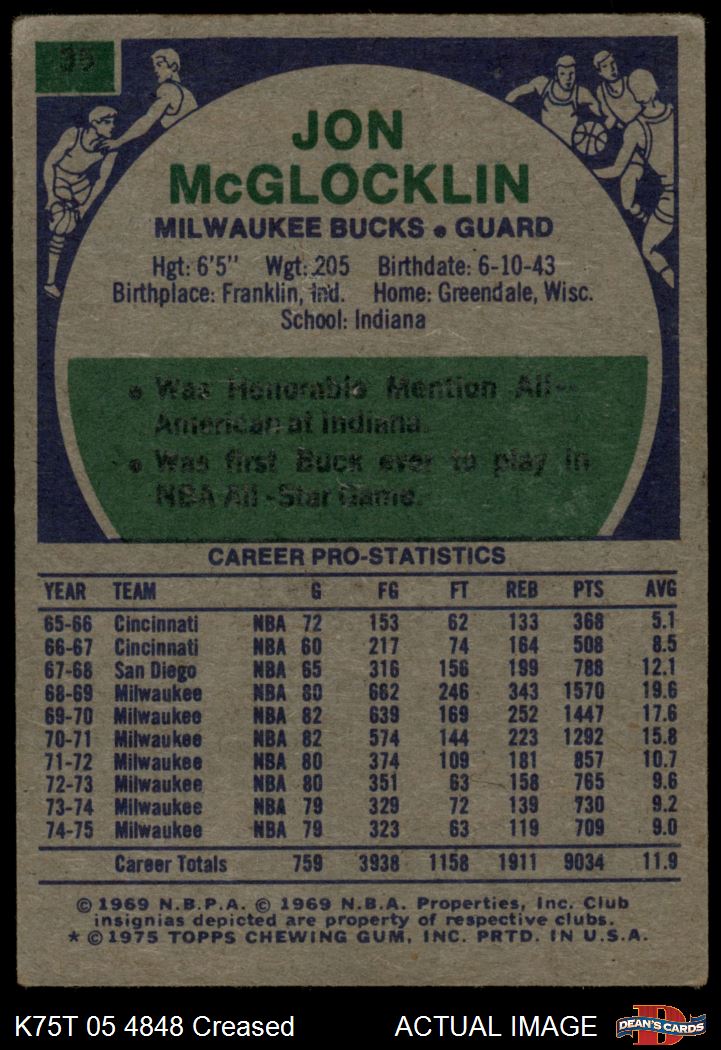 35
JON
McGLOCKLIN
MILWAUKEE BUCKS • GUARD
Hgt: 6'5" Wgt: 205 Birthdate: 6-10-43
Birthplace: Franklin, Ind. Home: Greendale, Wisc.
School: Indiana
• Was Honorable Mention All-
American at Indiana.
• Was first Buck ever to play in
NBA All-Star Game.
CAREER PRO-STATISTICS
YEAR TEAM G FG FT REB PTS AVG
65-66 Cincinnati NBA 72 153 62 133 368 5.1
66-67 Cincinnati NBA 60 217 74 164 508 8.5
67-68 San Diego NBA 65 316 156 199 788 12.1
68-69 Milwaukee NBA 80 662 246 343 1570 19.6
69-70 Milwaukee NBA 82 639 169 252 1447 17.6
70-71 Milwaukee NBA 82 574 144 223 1292 15.8
71-72 Milwaukee NBA 80 374 109 181 857 10.7
72-73 Milwaukee NBA 80 351 63 158 765 9.6
73-74 Milwaukee NBA 79 329 72 139 730 9.2
74-75 Milwaukee NBA 79 323 63 119 709 9.0
Career Totals 759 3938 1158 1911 9034 11.9
© 1969 N.B.P.A. © 1969 N.B.A. Properties, Inc. Club
insignias depicted are property of respective clubs.
* © 1975 TOPPS CHEWING GUM, INC. PRTD. IN U.S.A.
K75T 05 4848 Creased ACTUAL IMAGE
DEAN'S CARDS